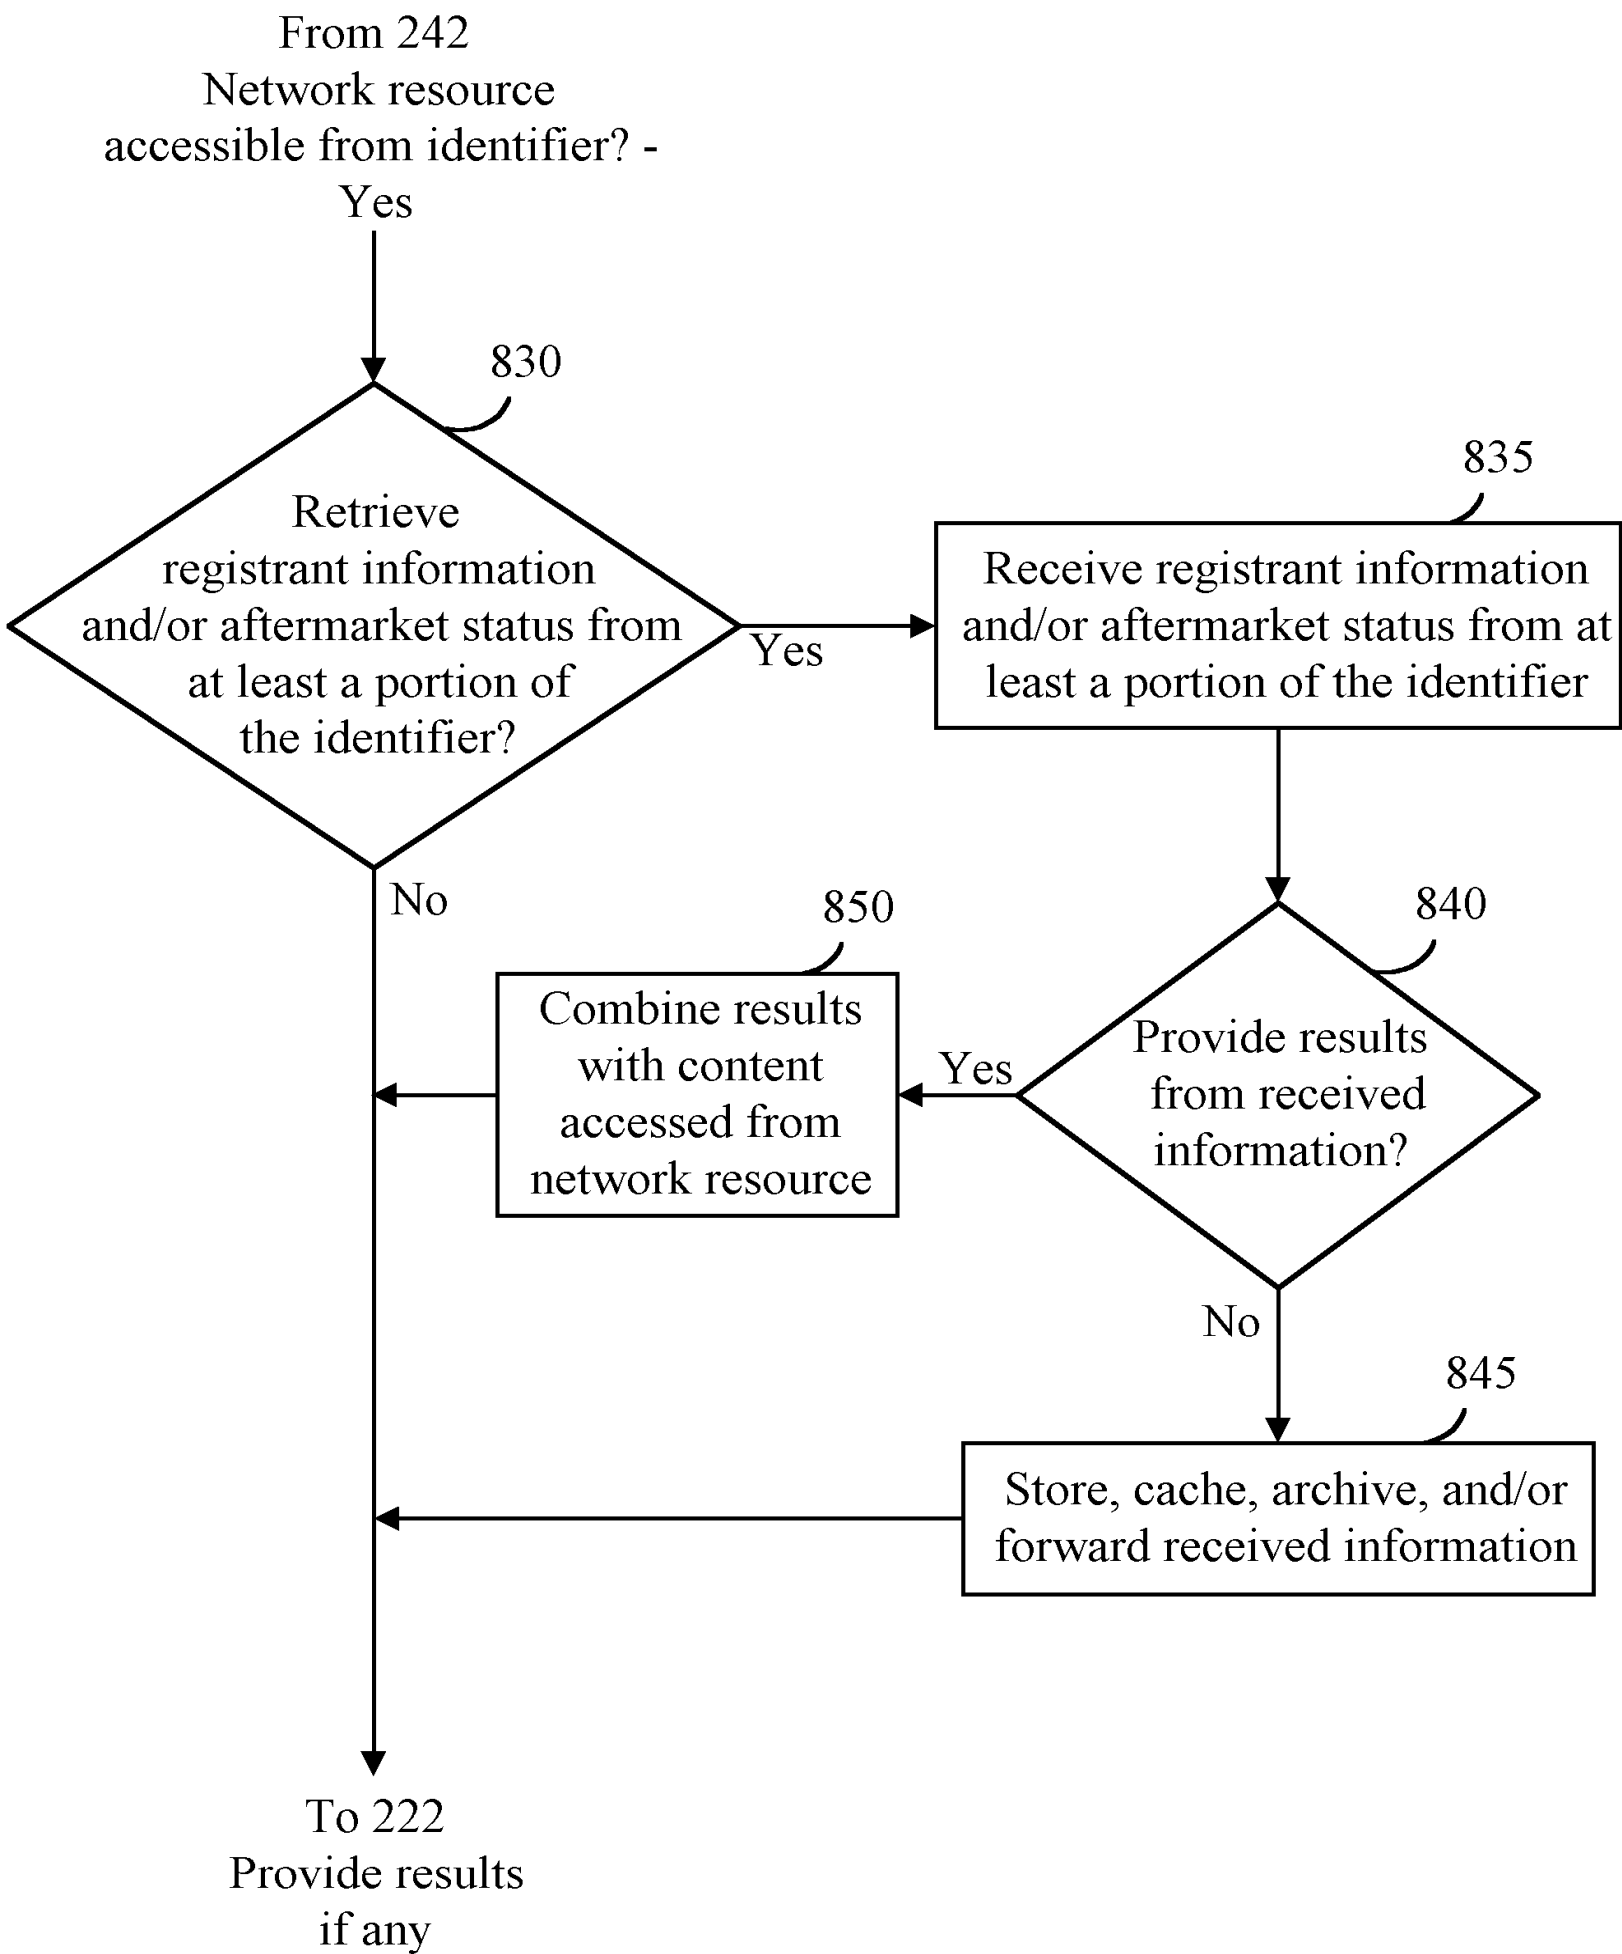 From 242
Network resource
accessible from identifier? -
Yes
830
Retrieve
registrant information
and/or aftermarket status from
at least a portion of
the identifier?
Yes
835
Receive registrant information
and/or aftermarket status from at
least a portion of the identifier
No
840
Provide results
from received
information?
Yes
850
Combine results
with content
accessed from
network resource
No
845
Store, cache, archive, and/or
forward received information
To 222
Provide results
if any